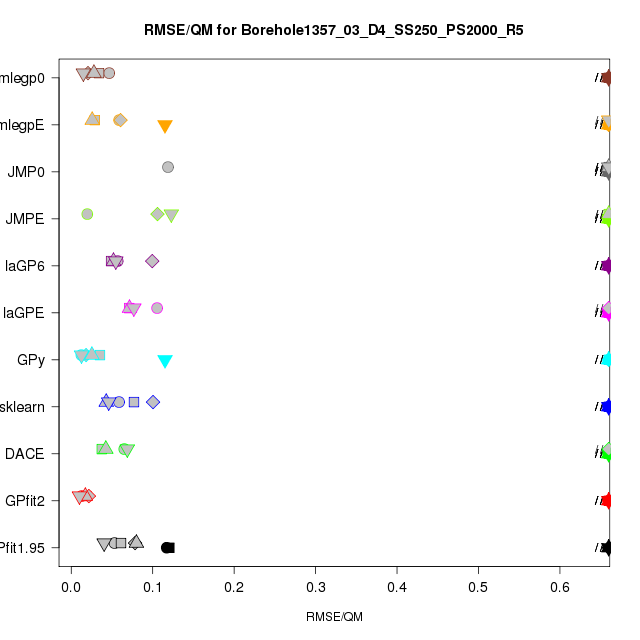 RMSE/QM for Borehole1357_03_D4_SS250_PS2000_R5
mlegp0
mlegpE
JMP0
JMPE
laGP6
laGPE
GPy
sklearn
DACE
GPfit2
Pfit1.95
0.0 0.1 0.2 0.3 0.4 0.5 0.6
RMSE/QM